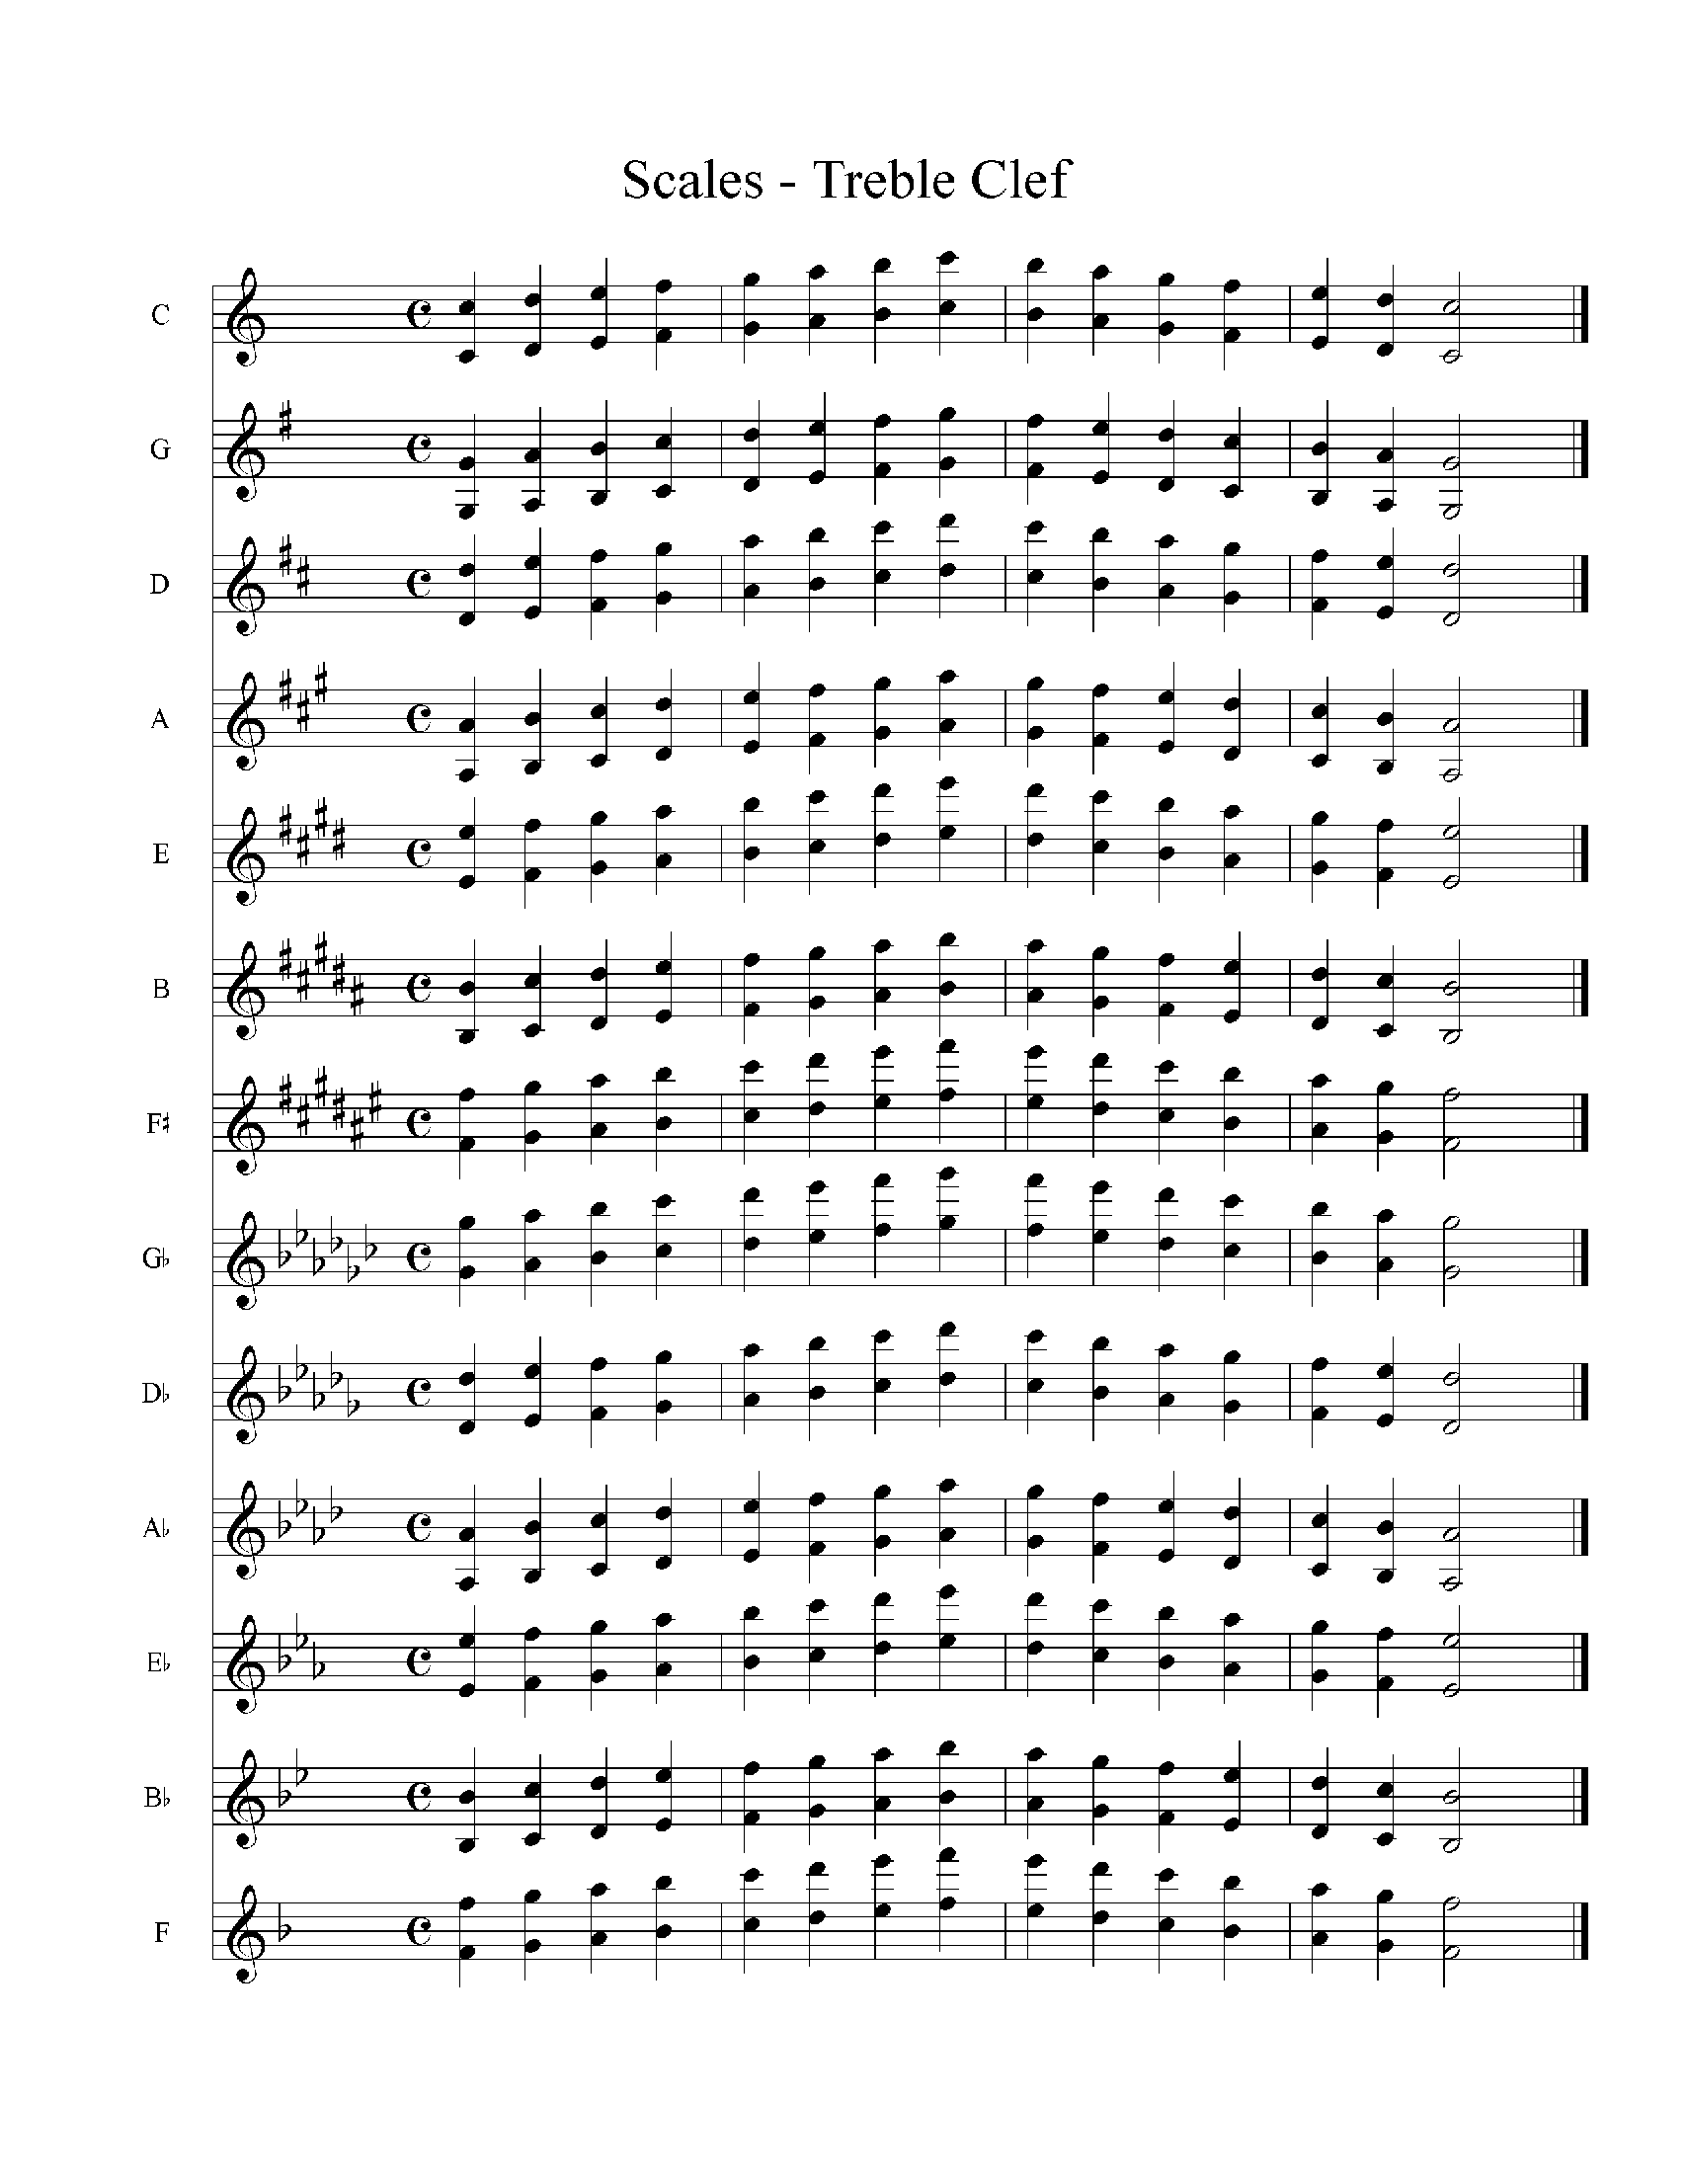 Scales - Treble Clef
C
G
D
A
E
B
F♯
G♭
D♭
A♭
E♭
B♭
F